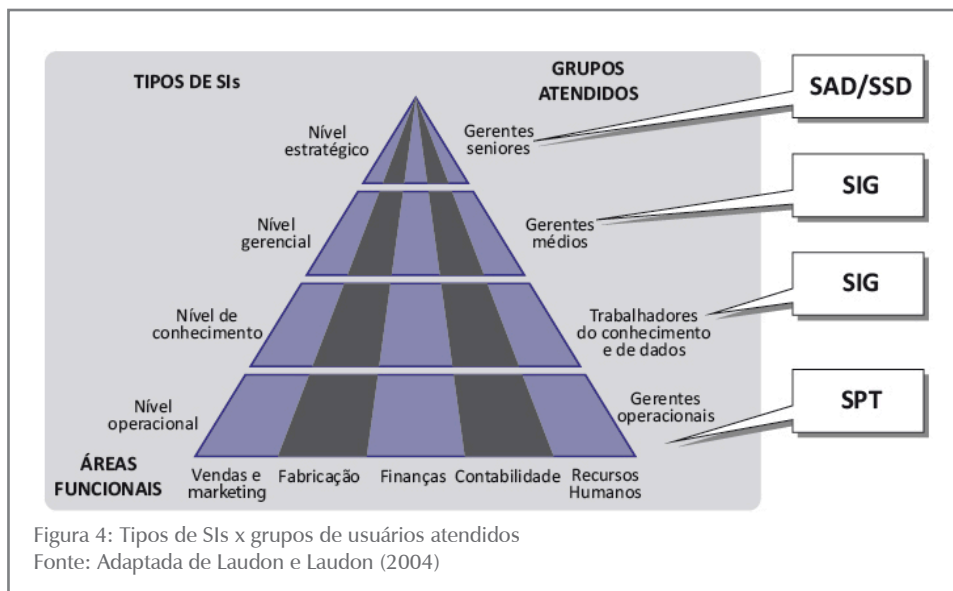 TIPOS DE SIs
GRUPOS
ATENDIDOS
SAD/SSD
Nível
estratégico
Gerentes
seniores
SIG
Nível
gerencial
Gerentes
médios
SIG
Nível de
conhecimento
Trabalhadores
do conhecimento
e de dados
SPT
Nível
operacional
Gerentes
operacionais
ÁREAS
FUNCIONAIS
Vendas e
marketing
Fabricação
Finanças
Contabilidade
Recursos
Humanos
Figura 4: Tipos de SIs x grupos de usuários atendidos
Fonte: Adaptada de Laudon e Laudon (2004)